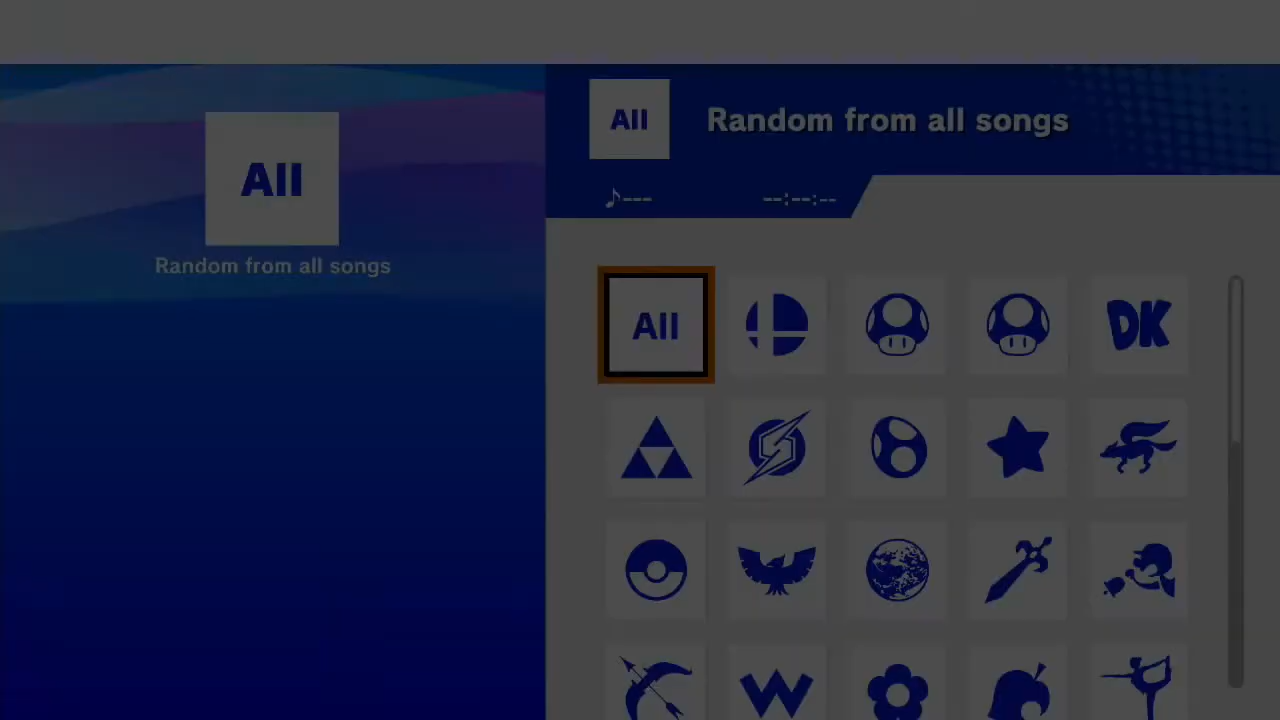 All
Random from all songs
All
Random from all songs
♪--- --:--:--
All
DK
W